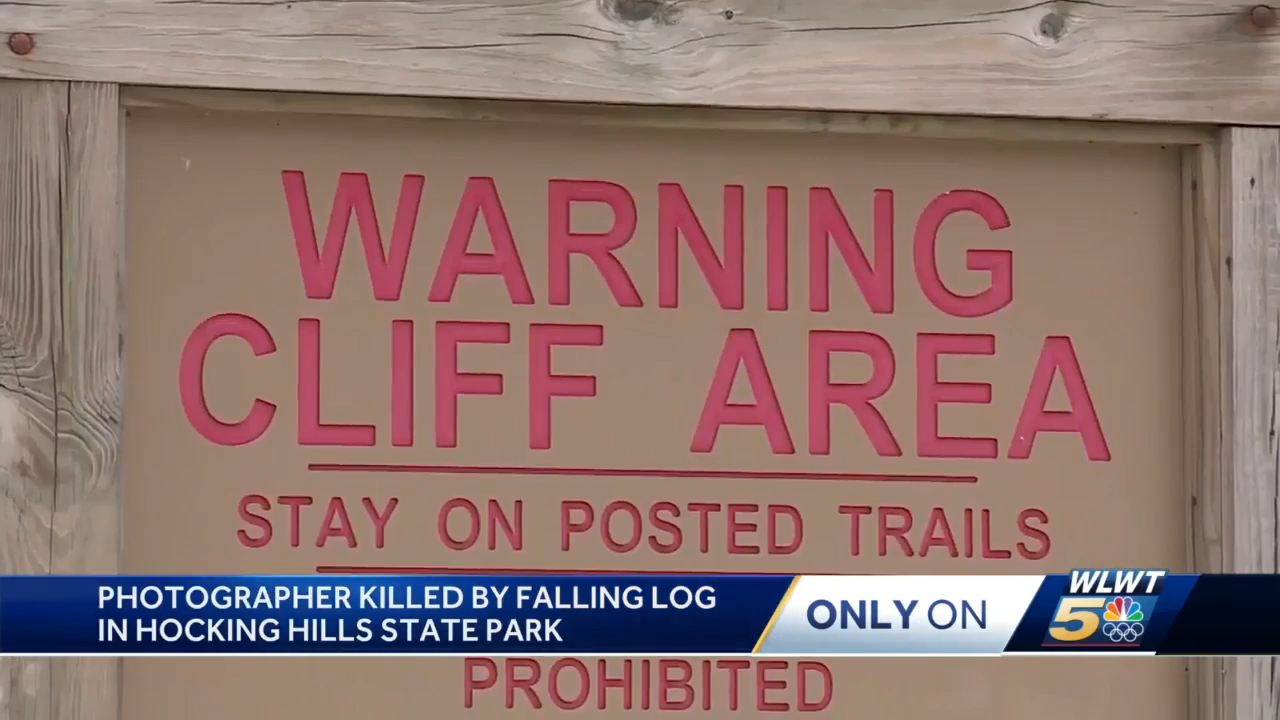 WARNING
CLIFF AREA
STAY ON POSTED TRAILS
PHOTOGRAPHER KILLED BY FALLING LOG
IN HOCKING HILLS STATE PARK
ONLY ON
WLWT
5
PROHIBITED